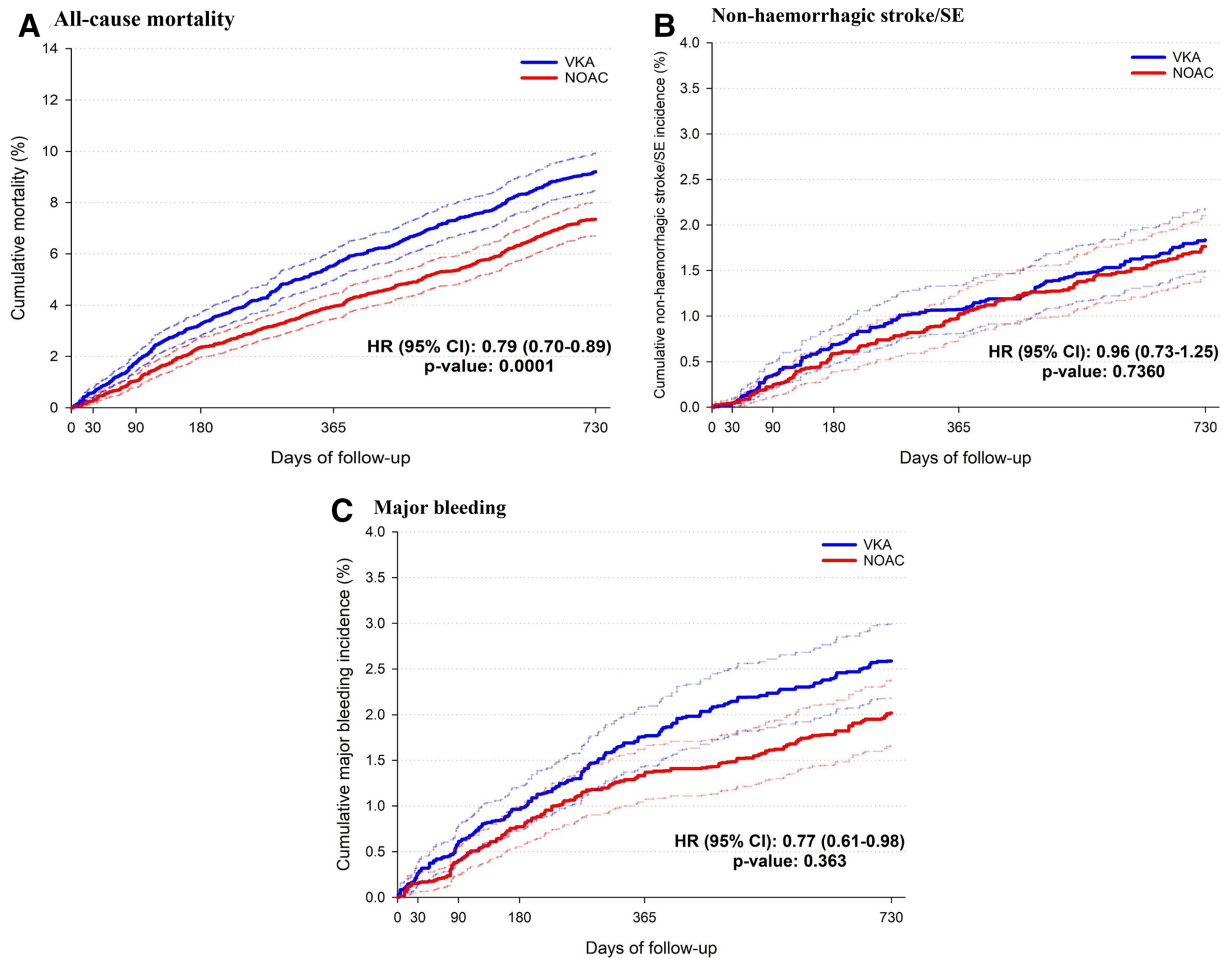 A All-cause mortality
Cumulative mortality (%)
14
12
10
8
6
4
2
0
VKA
NOAC
HR (95% CI): 0.79 (0.70-0.89)
p-value: 0.0001
0 30 90 180 365 730
Days of follow-up
B Non-haemorrhagic stroke/SE
Cumulative non-haemorrhagic stroke/SE incidence (%)
4.0
3.5
3.0
2.5
2.0
1.5
1.0
0.5
0.0
VKA
NOAC
HR (95% CI): 0.96 (0.73-1.25)
p-value: 0.7360
0 30 90 180 365 730
Days of follow-up
C Major bleeding
Cumulative major bleeding incidence (%)
4.0
3.5
3.0
2.5
2.0
1.5
1.0
0.5
0.0
VKA
NOAC
HR (95% CI): 0.77 (0.61-0.98)
p-value: 0.363
0 30 90 180 365 730
Days of follow-up